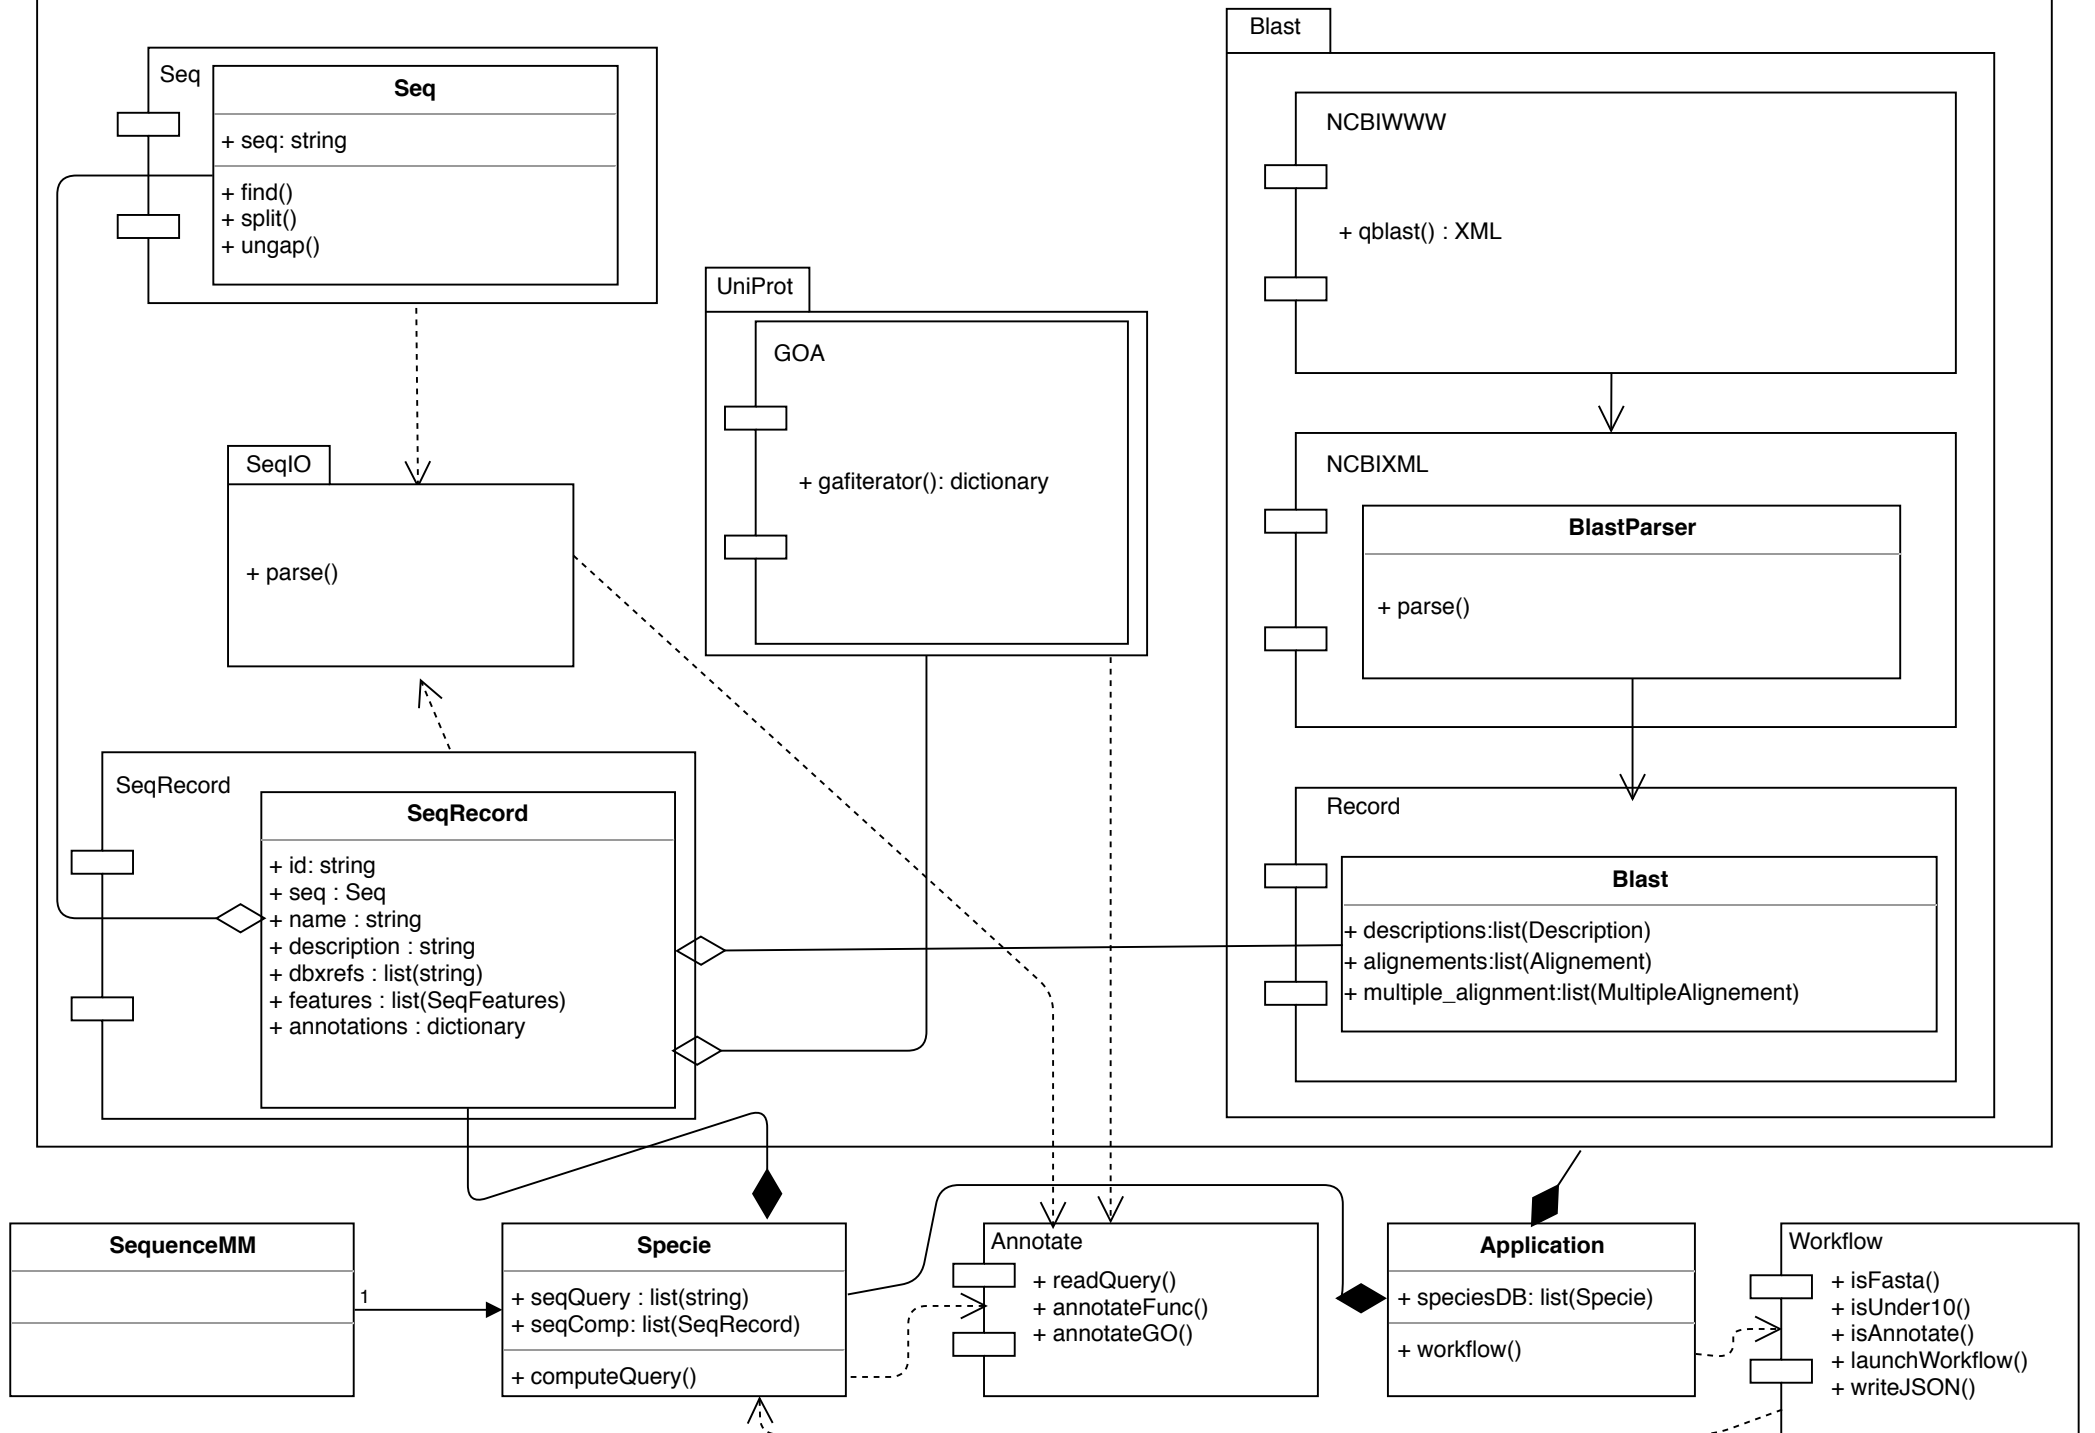 Blast
Seq
Seq
+ seq: string
+ find()
+ split()
+ ungap()
NCBIWWW
+ qblast() : XML
UniProt
GOA
+ gafiterator(): dictionary
SeqIO
+ parse()
NCBIXML
BlastParser
+ parse()
SeqRecord
SeqRecord
+ id: string
+ seq : Seq
+ name : string
+ description : string
+ dbxrefs : list(string)
+ features : list(SeqFeatures)
+ annotations : dictionary
Record
Blast
+ descriptions:list(Description)
+ alignements:list(Alignement)
+ multiple_alignment:list(MultipleAlignement)
SequenceMM
1
Specie
+ seqQuery : list(string)
+ seqComp: list(SeqRecord)
+ computeQuery()
Annotate
+ readQuery()
+ annotateFunc()
+ annotateGO()
Application
+ speciesDB: list(Specie)
+ workflow()
Workflow
+ isFasta()
+ isUnder10()
+ isAnnotate()
+ launchWorkflow()
+ writeJSON()